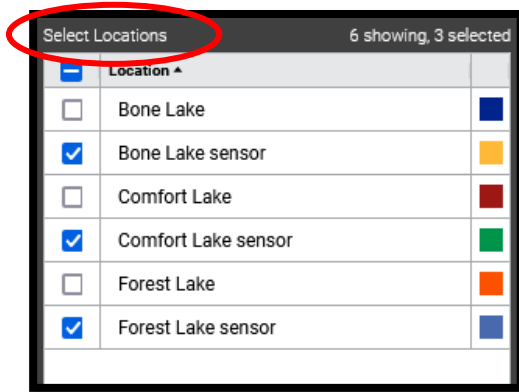 Select Locations 6 showing, 3 selected
Location
Bone Lake
Bone Lake sensor
Comfort Lake
Comfort Lake sensor
Forest Lake
Forest Lake sensor